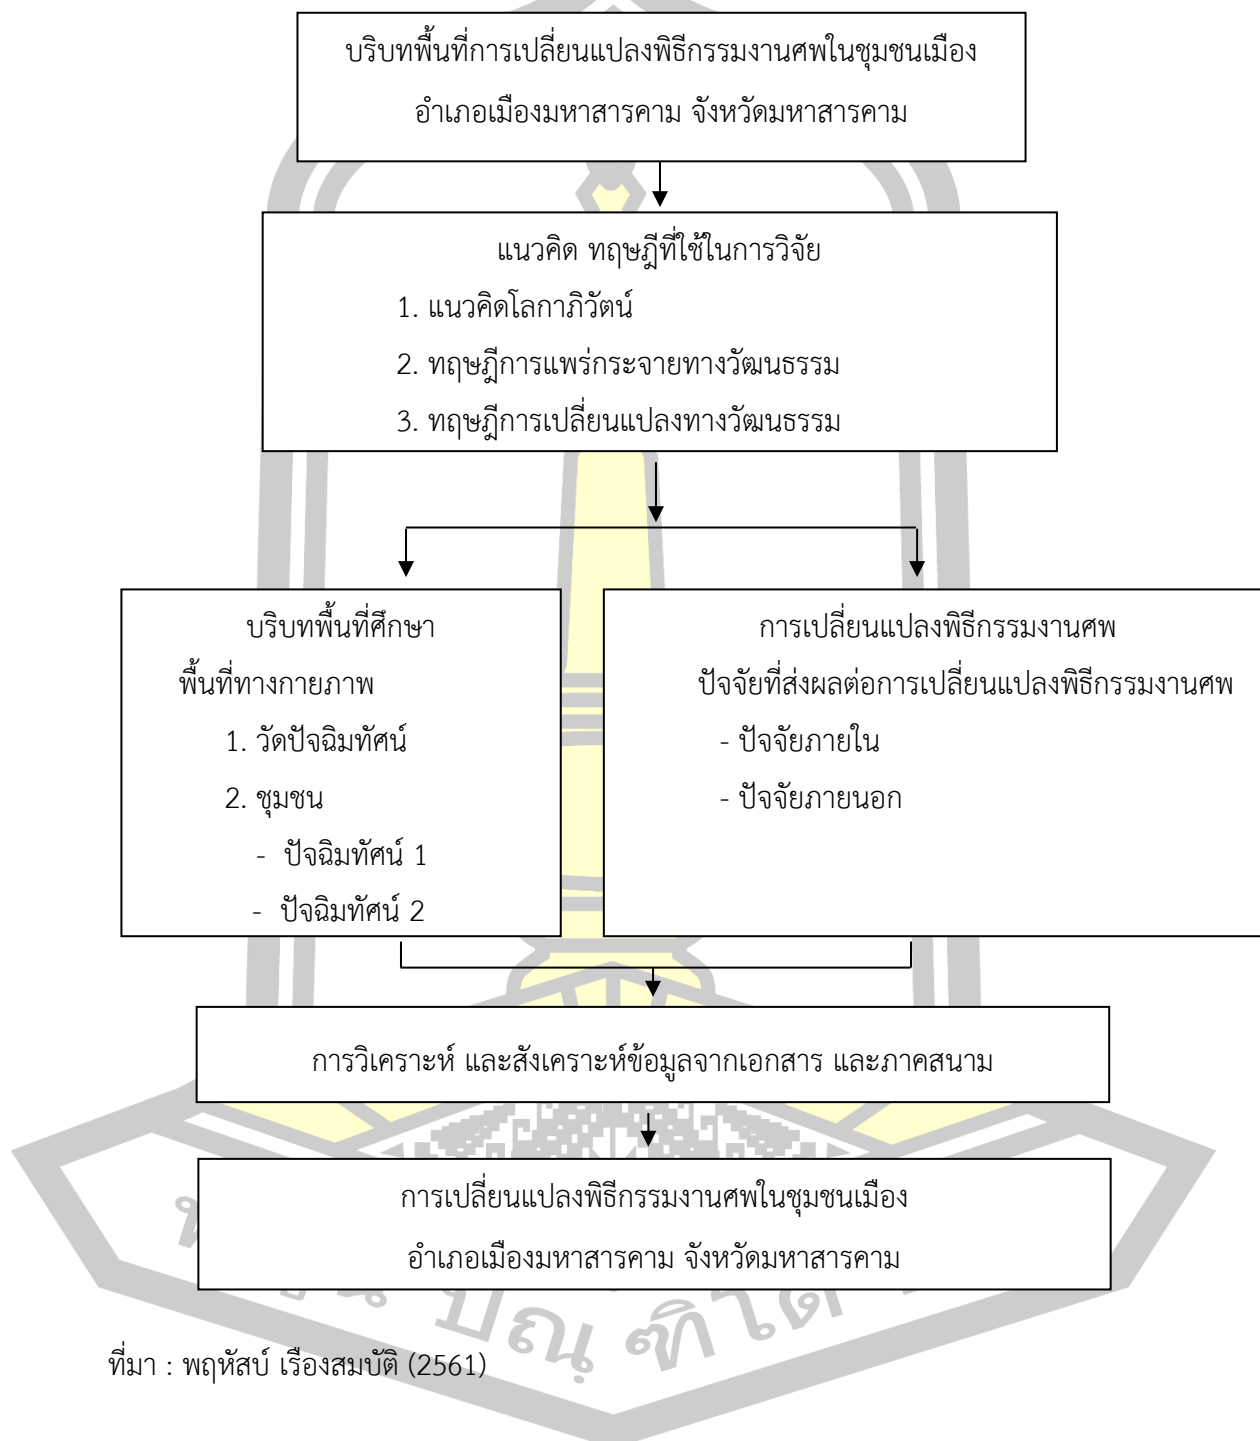 บริบทพื้นที่การเปลี่ยนแปลงพิธีกรรมงานศพในชุมชนเมือง
อำเภอเมืองมหาสารคาม จังหวัดมหาสารคาม
แนวคิด ทฤษฎีที่ใช้ในการวิจัย
1. แนวคิดโลกาภิวัตน์
2. ทฤษฎีการแพร่กระจายทางวัฒนธรรม
3. ทฤษฎีการเปลี่ยนแปลงทางวัฒนธรรม
บริบทพื้นที่ศึกษา
พื้นที่ทางกายภาพ
1. วัดปัจฉิมทัศน์
2. ชุมชน
- ปัจฉิมทัศน์ 1
- ปัจฉิมทัศน์ 2
การเปลี่ยนแปลงพิธีกรรมงานศพ
ปัจจัยที่ส่งผลต่อการเปลี่ยนแปลงพิธีกรรมงานศพ
- ปัจจัยภายใน
- ปัจจัยภายนอก
การวิเคราะห์ และสังเคราะห์ข้อมูลจากเอกสาร และภาคสนาม
การเปลี่ยนแปลงพิธีกรรมงานศพในชุมชนเมือง
อำเภอเมืองมหาสารคาม จังหวัดมหาสารคาม
ปณฺฑิโต
ที่มา : พฤหัสบ์ เรืองสมบัติ (2561)